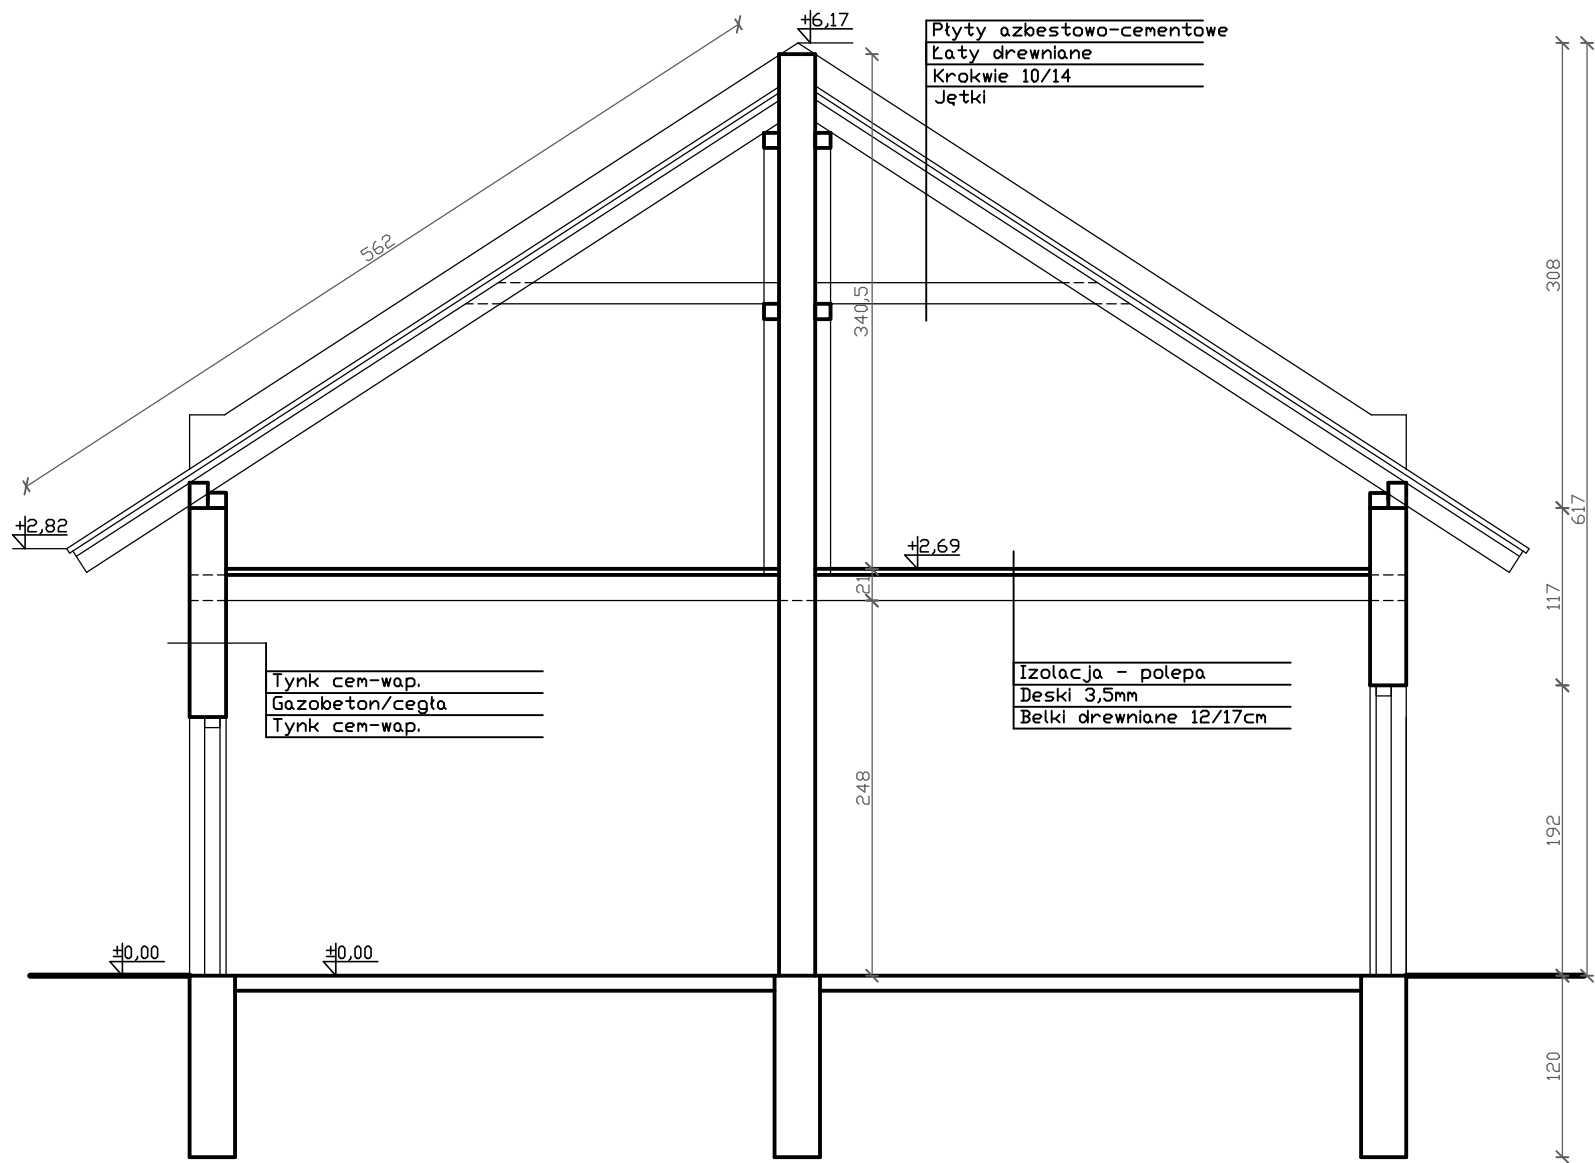 ±6,17
Płyty azbestowo-cementowe
Łaty drewniane
Krokwie 10/14
Jętki
562
308
340,5
617
±2,82
±2,69
21
117
Tynk cem-wap.
Gazobeton/cegła
Tynk cem-wap.
Izolacja - polepa
Deski 3,5mm
Belki drewniane 12/17cm
248
192
±0,00
±0,00
120